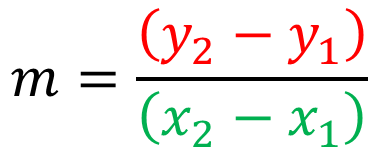 m = (y₂ − y₁) / (x₂ − x₁)